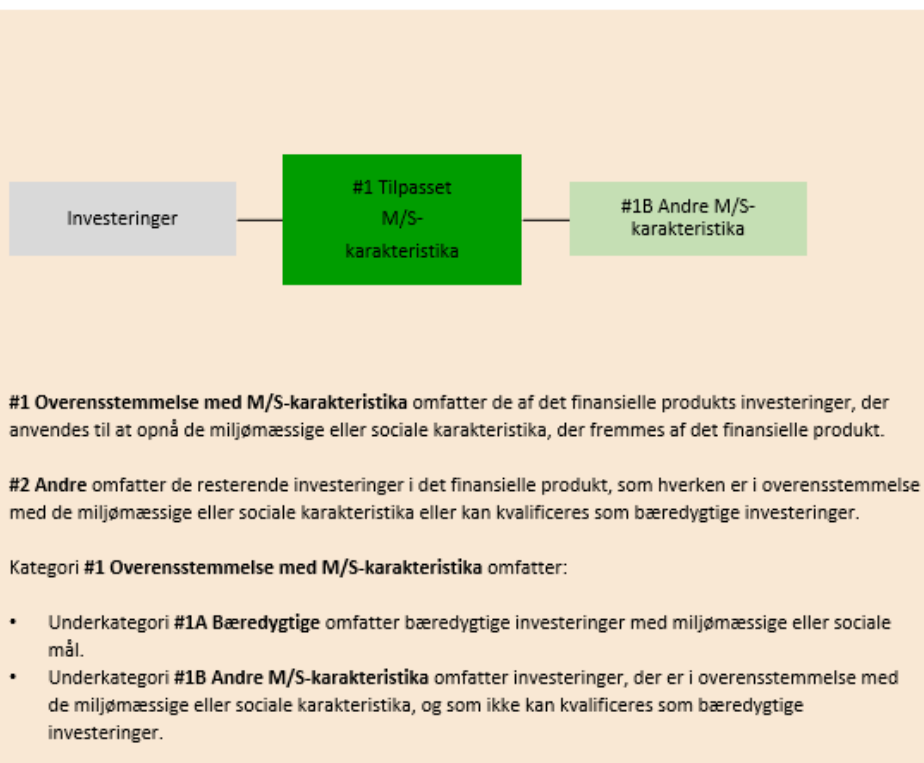 Investeringer
#1 Tilpasset
M/S-
karakteristika
#1B Andre M/S-
karakteristika
#1 Overensstemmelse med M/S-karakteristika omfatter de af det finansielle produkts investeringer, der
anvendes til at opnå de miljømæssige eller sociale karakteristika, der fremmes af det finansielle produkt.
#2 Andre omfatter de resterende investeringer i det finansielle produkt, som hverken er i overensstemmelse
med de miljømæssige eller sociale karakteristika eller kan kvalificeres som bæredygtige investeringer.
Kategori #1 Overensstemmelse med M/S-karakteristika omfatter:
• Underkategori #1A Bæredygtige omfatter bæredygtige investeringer med miljømæssige eller sociale
mål.
• Underkategori #1B Andre M/S-karakteristika omfatter investeringer, der er i overensstemmelse med
de miljømæssige eller sociale karakteristika, og som ikke kan kvalificeres som bæredygtige
investeringer.